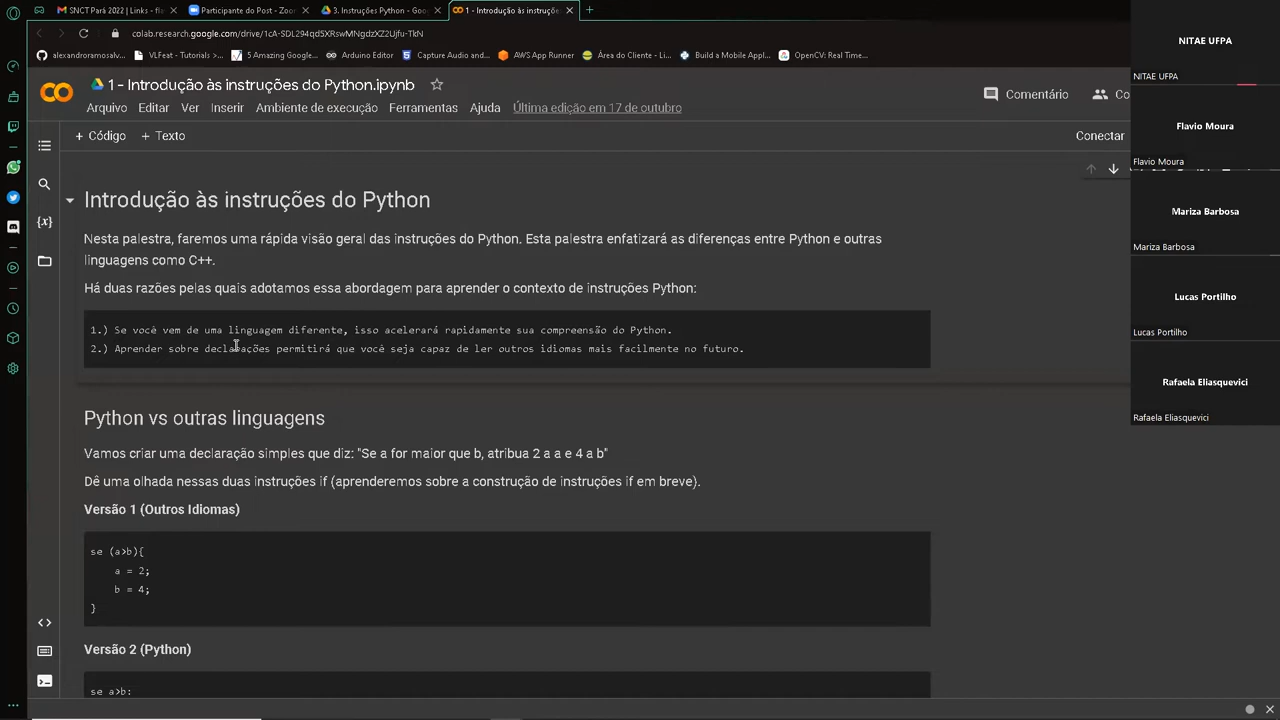 SNCT Pará 2022 | Links - f
Participante do Post - Zoo
3. Instruções Python - Goo
1 - Introdução às instruçõe
colab.research.google.com/drive/1cA-SDL294qd5XRswMNgdzXZ2Ujfu-TkN
alexandroramosalv...
VLFeat - Tutorials >...
5 Amazing Google...
Arduino Editor
Capture Audio and...
AWS App Runner
Área do Cliente - Li...
Build a Mobile Appl...
OpenCV: Real Time...
1 - Introdução às instruções do Python.ipynb
Arquivo Editar Ver Inserir Ambiente de execução Ferramentas Ajuda Última edição em 17 de outubro
Comentário
Co
+ Código + Texto
Conectar
Introdução às instruções do Python
Nesta palestra, faremos uma rápida visão geral das instruções do Python. Esta palestra enfatizará as diferenças entre Python e outras
linguagens como C++.
Há duas razões pelas quais adotamos essa abordagem para aprender o contexto de instruções Python:
1.) Se você vem de uma linguagem diferente, isso acelerará rapidamente sua compreensão do Python.
2.) Aprender sobre declarações permitirá que você seja capaz de ler outros idiomas mais facilmente no futuro.
Python vs outras linguagens
Vamos criar uma declaração simples que diz: "Se a for maior que b, atribua 2 a a e 4 a b"
Dê uma olhada nessas duas instruções if (aprenderemos sobre a construção de instruções if em breve).
Versão 1 (Outros Idiomas)
se (a>b){
a = 2;
b = 4;
}
Versão 2 (Python)
se a>b:
NITAE UFPA
NITAE UFPA
Flavio Moura
Flavio Moura
Mariza Barbosa
Mariza Barbosa
Lucas Portilho
Lucas Portilho
Rafaela Eliasquevici
Rafaela Eliasquevici